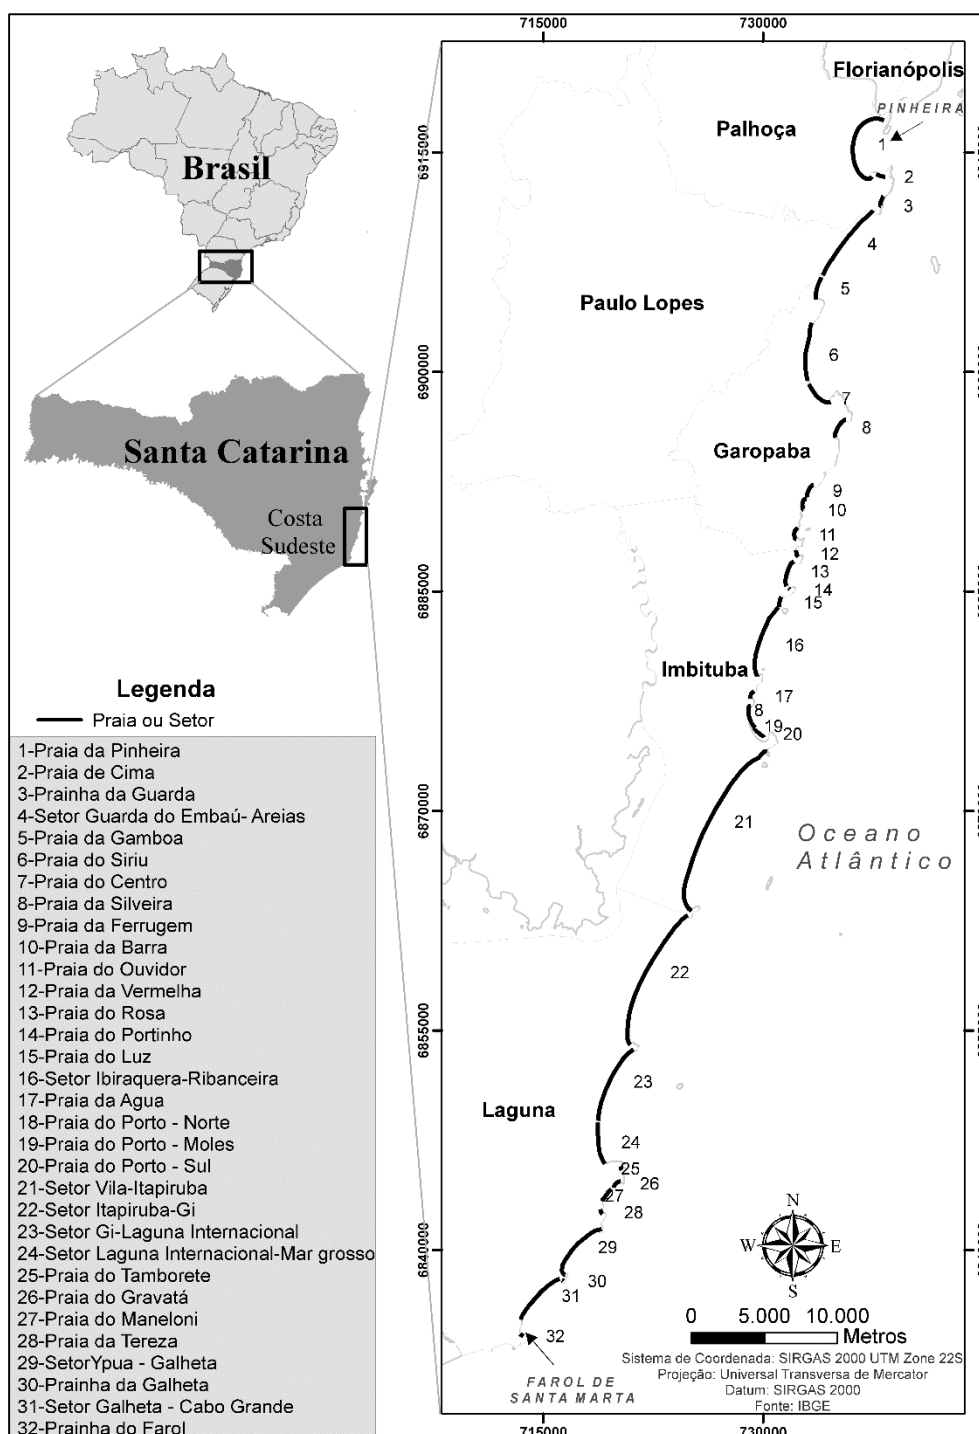 715000
730000
Florianópolis
PINHEIRA
Palhoça
6915000
1
2
3
4
Brasil
5
Paulo Lopes
6
6900000
7
8
Garopaba
Santa Catarina
9
10
Costa
Sudeste
11
12
13
14
15
6885000
16
Imbituba
17
8
19
20
Legenda
Praia ou Setor
1-Praia da Pinheira
2-Praia de Cima
3-Prainha da Guarda
4-Setor Guarda do Embaú- Areias
5-Praia da Gamboa
6-Praia do Siriu
7-Praia do Centro
8-Praia da Silveira
9-Praia da Ferrugem
10-Praia da Barra
11-Praia do Ouvidor
12-Praia da Vermelha
13-Praia do Rosa
14-Praia do Portinho
15-Praia do Luz
16-Setor Ibiraquera-Ribanceira
17-Praia da Agua
18-Praia do Porto - Norte
19-Praia do Porto - Moles
20-Praia do Porto - Sul
21-Setor Vila-Itapiruba
22-Setor Itapiruba-Gi
23-Setor Gi-Laguna Internacional
24-Setor Laguna Internacional-Mar grosso
25-Praia do Tamborete
26-Praia do Gravatá
27-Praia do Maneloni
28-Praia da Tereza
29-SetorYpua - Galheta
30-Prainha da Galheta
31-Setor Galheta - Cabo Grande
32-Prainha do Farol
6870000
21
Oceano
Atlântico
22
6855000
23
Laguna
24
25
26
27
28
6840000
29
30
31
32
N
W
E
S
0 5.000 10.000
Metros
FAROL DE
SANTA MARTA
Sistema de Coordenada: SIRGAS 2000 UTM Zone 22S
Projeção: Universal Transversa de Mercator
Datum: SIRGAS 2000
Fonte: IBGE
715000
730000